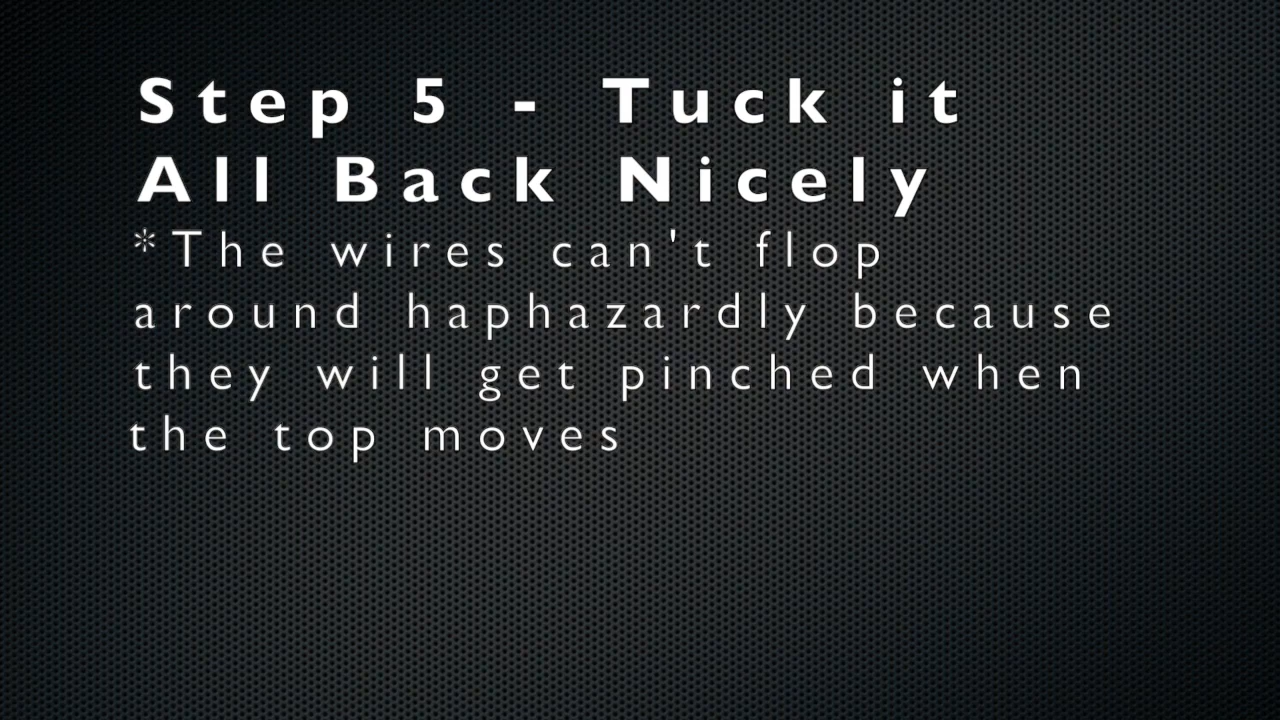 Step 5 - Tuck it
All Back Nicely
*The wires can't flop
around haphazardly because
they will get pinched when
the top moves